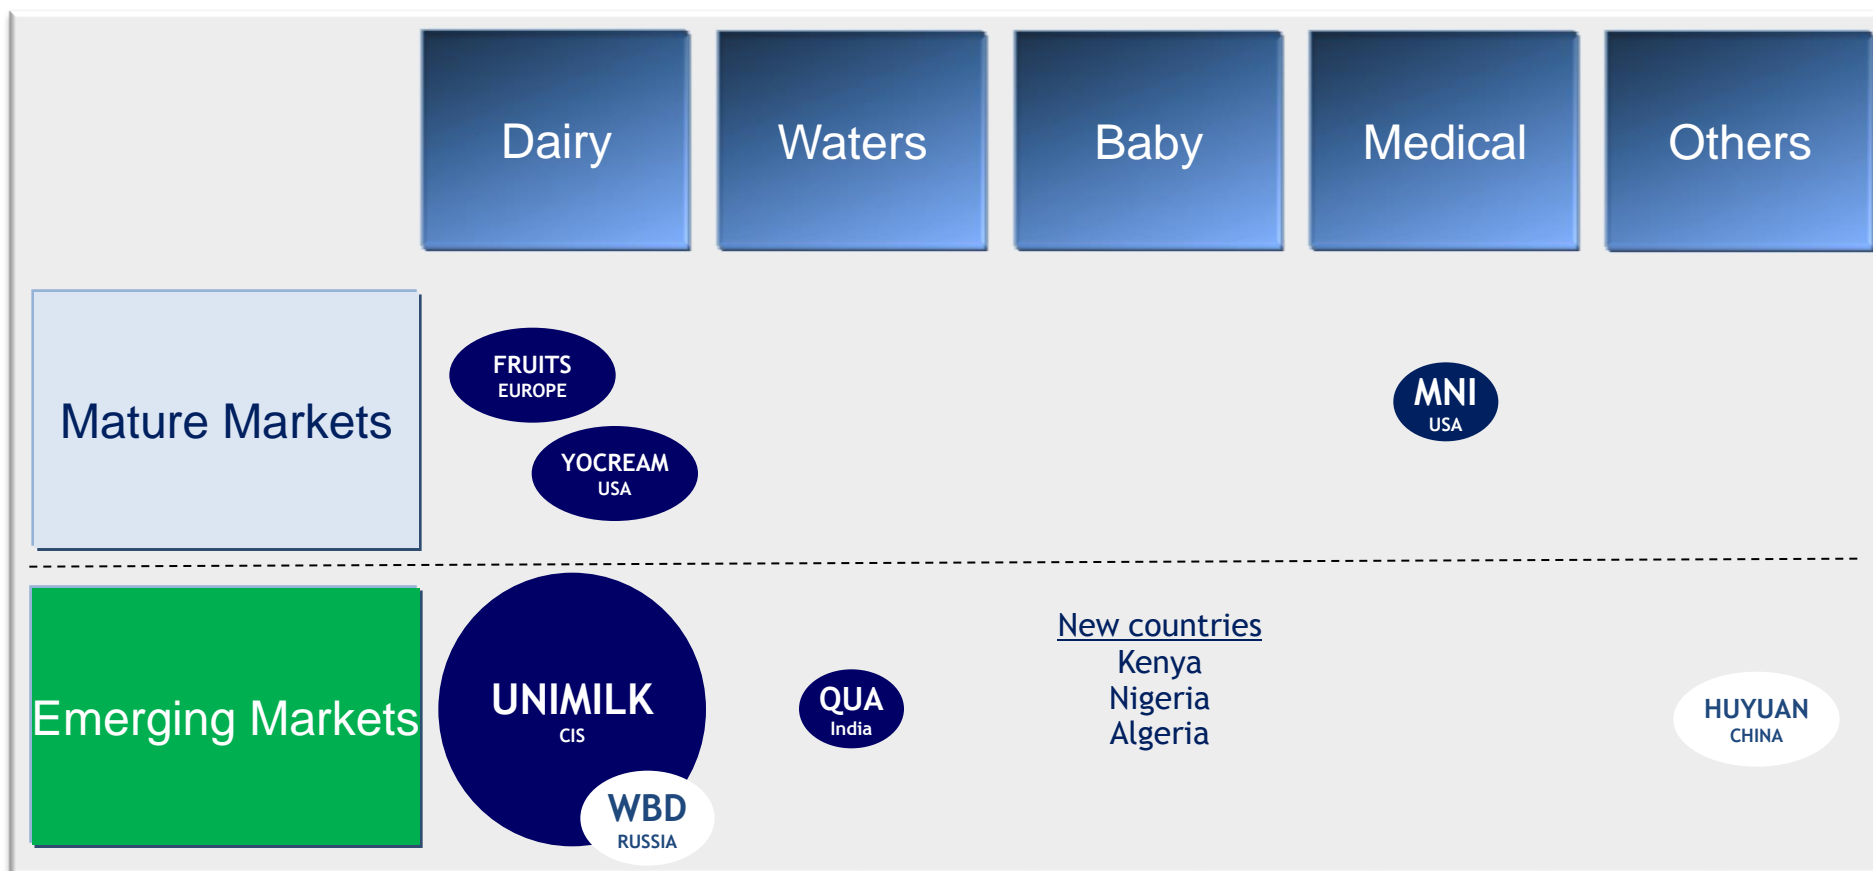 Dairy
Waters
Baby
Medical
Others
Mature Markets
FRUITS
EUROPE
YOCREAM
USA
MNI
USA
Emerging Markets
UNIMILK
CIS
WBD
RUSSIA
QUA
India
New countries
Kenya
Nigeria
Algeria
HUYUAN
CHINA